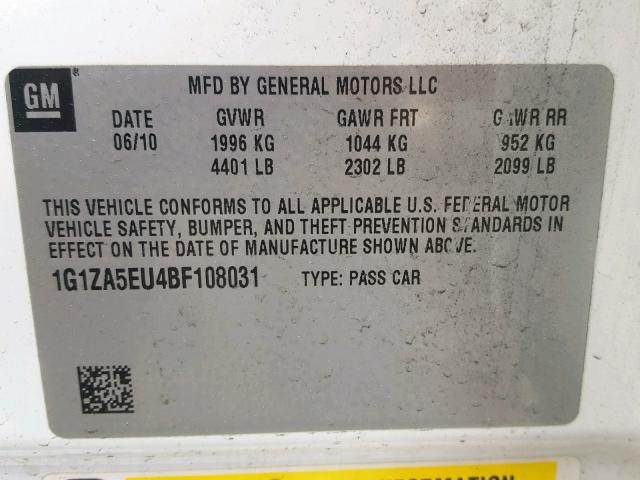 GM
MFD BY GENERAL MOTORS LLC
DATE GVWR GAWR FRT GAWR RR
06/10 1996 KG 1044 KG 952 KG
4401 LB 2302 LB 2099 LB
THIS VEHICLE CONFORMS TO ALL APPLICABLE U.S. FEDERAL MOTOR
VEHICLE SAFETY, BUMPER, AND THEFT PREVENTION STANDARDS IN
EFFECT ON THE DATE OF MANUFACTURE SHOWN ABOVE.
1G1ZA5EU4BF108031 TYPE: PASS CAR
INFORMATION